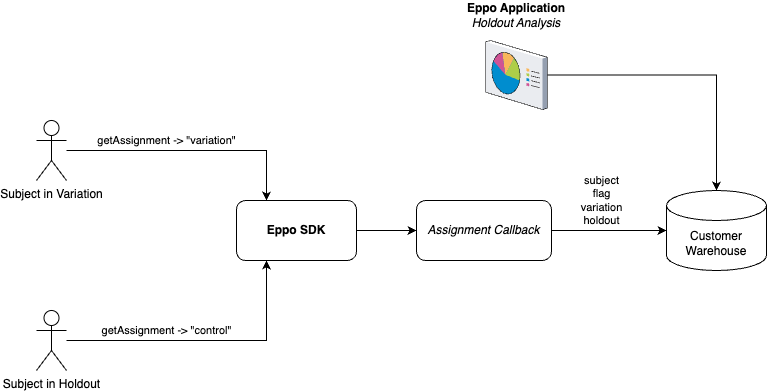 Eppo Application
Holdout Analysis
getAssignment -> "variation"
Subject in Variation
subject
flag
variation
holdout
Eppo SDK
Assignment Callback
Customer
Warehouse
getAssignment -> "control"
Subject in Holdout